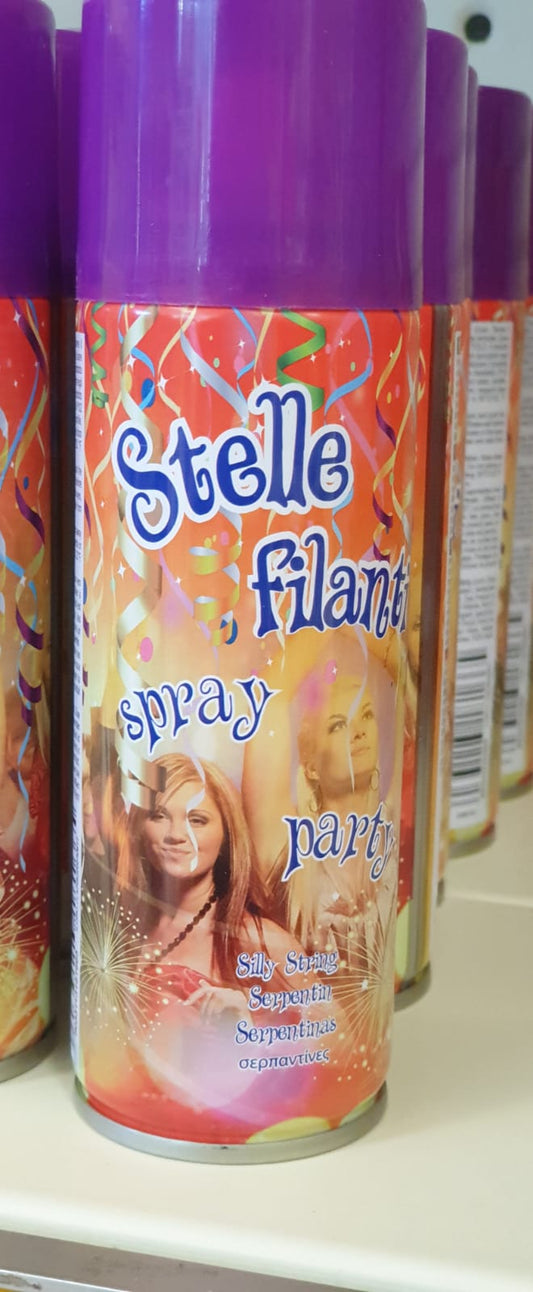 Stelle
filanti
spray
party
Silly String
Serpentin
Serpentinas
σερπαντίνες